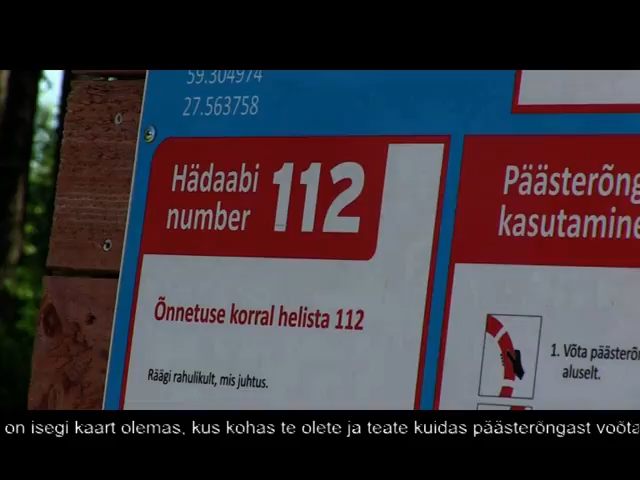 59.304974
27.563758
Hädaabi number 112
Päästerõng
kasutamine
Õnnetuse korral helista 112
Räägi rahulikult, mis juhtus.
1. Võta päästerõ
aluselt.
on isegi kaart olemas, kus kohas te olete ja teate kuidas päästerõngast voõta